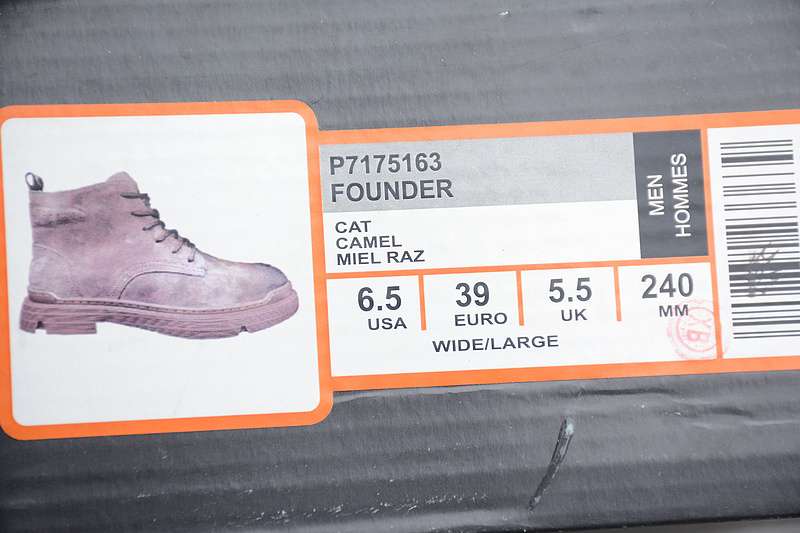 P7175163
FOUNDER
MEN
HOMMES
CAT
CAMEL
MIEL RAZ
6.5 39 5.5 240
USA EURO UK MM
WIDE/LARGE